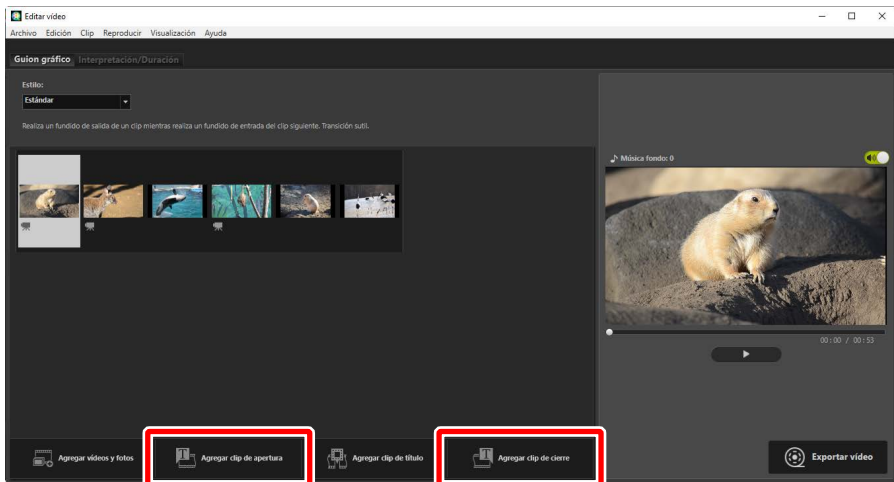 Editar vídeo
Archivo Edición Clip Reproducir Visualización Ayuda
Guion gráfico Interpretación/Duración
Estilo:
Estándar
Realiza un fundido de salida de un clip mientras realiza un fundido de entrada del clip siguiente. Transición sutil.
Música fondo: 0
00:00 / 00:53
Agregar vídeos y fotos
Agregar clip de apertura
Agregar clip de título
Agregar clip de cierre
Exportar vídeo